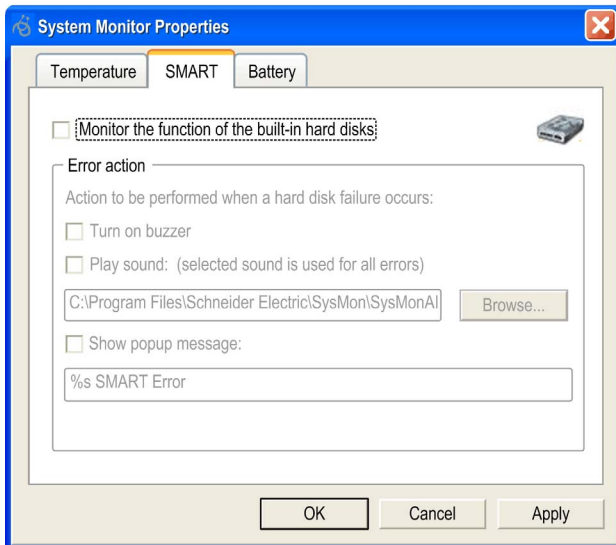 System Monitor Properties
Temperature SMART Battery
Monitor the function of the built-in hard disks
Error action
Action to be performed when a hard disk failure occurs:
Turn on buzzer
Play sound: (selected sound is used for all errors)
C:\Program Files\Schneider Electric\SysMon\SysMonAl Browse...
Show popup message:
%s SMART Error
OK Cancel Apply